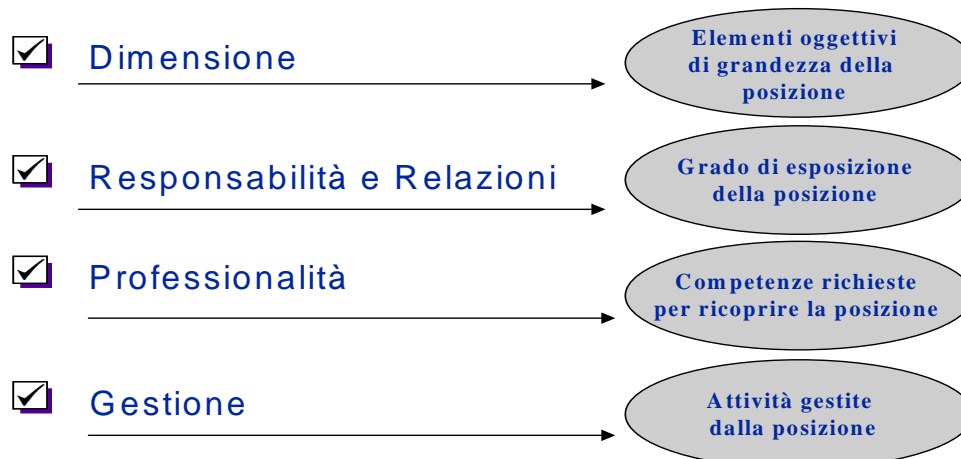 Dimensione
Elementi oggettivi
di grandezza della
posizione
Responsabilità e Relazioni
Grado di esposizione
della posizione
Professionalità
Competenze richieste
per ricoprire la posizione
Gestione
Attività gestite
dalla posizione